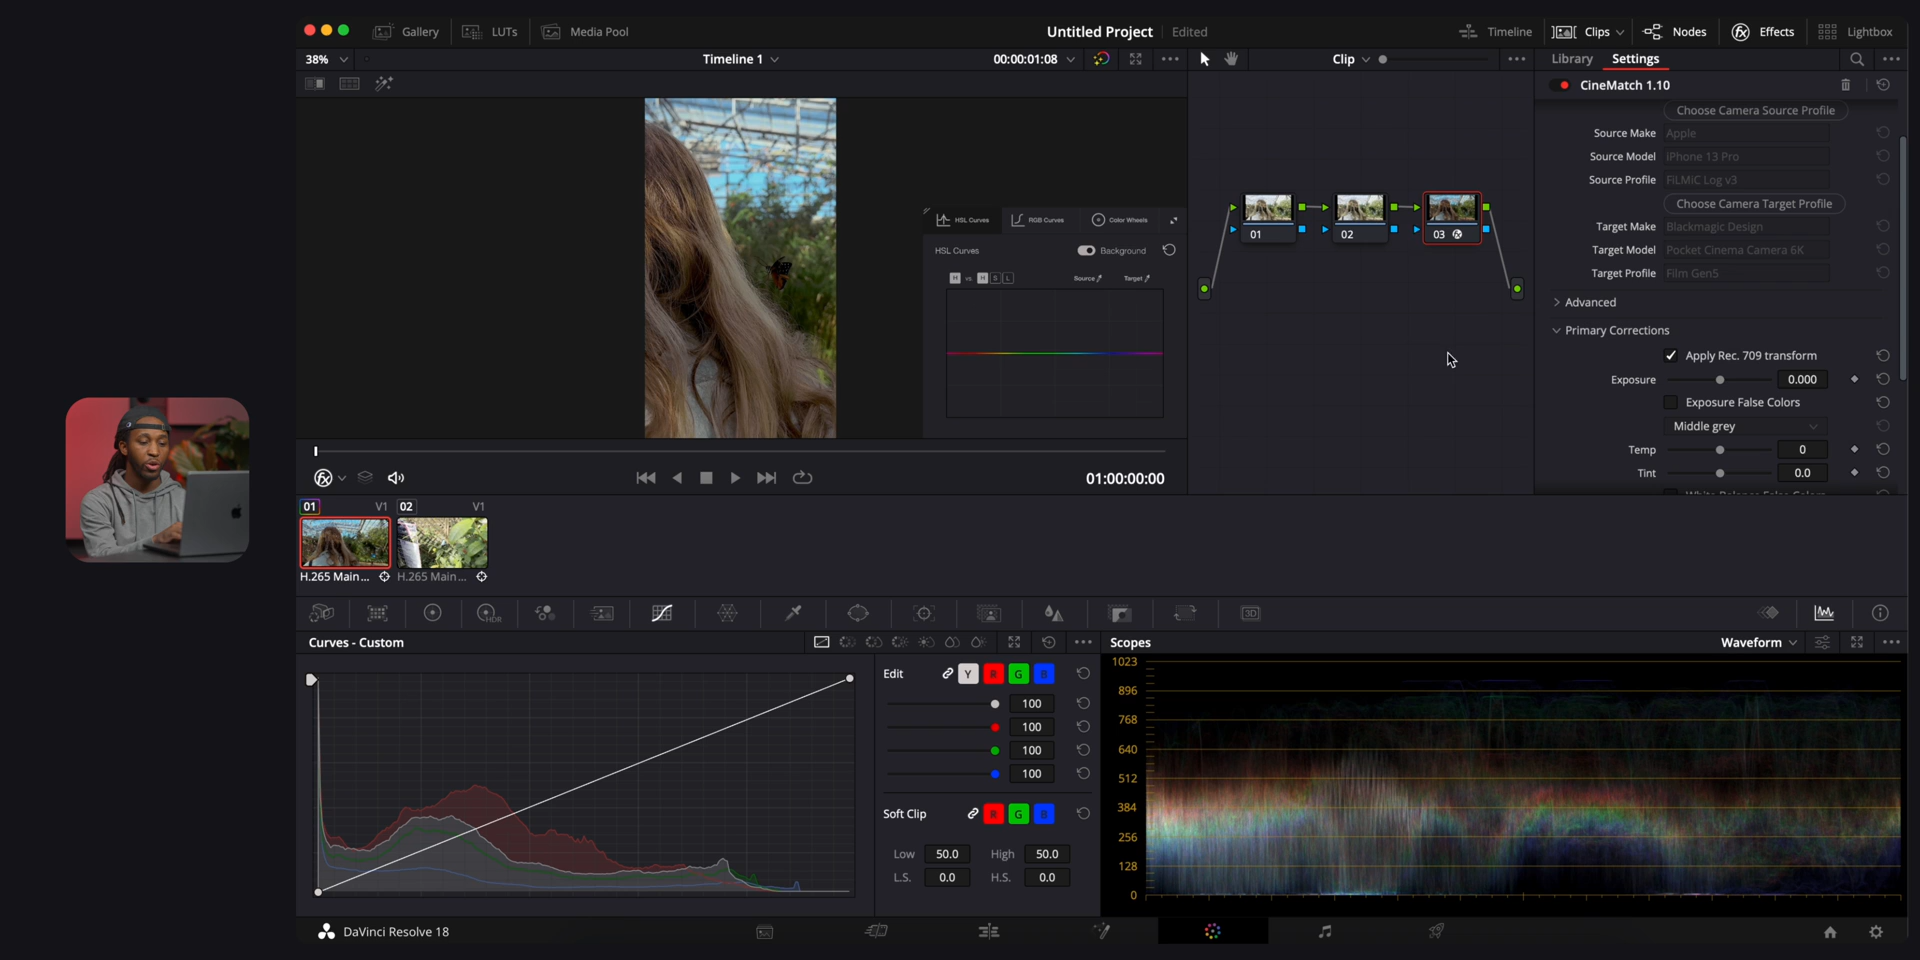 Gallery
LUTs
Media Pool
Untitled Project
Edited
Timeline
Clips
Nodes
Effects
Lightbox
38%
Timeline 1
00:00:01:08
Clip
Library
Settings
CineMatch 1.10
Choose Camera Source Profile
Source Make Apple
Source Model iPhone 13 Pro
Source Profile FiLMiC Log v3
Choose Camera Target Profile
Target Make Blackmagic Design
Target Model Pocket Cinema Camera 6K
Target Profile Film Gen5
Advanced
Primary Corrections
Apply Rec. 709 transform
Exposure 0.000
Exposure False Colors
Middle grey
Temp 0
Tint 0.0
White Balance False Colors
HSL Curves
RGB Curves
Color Wheels
HSL Curves
Background
H vs H S L
Source
Target
01
02
03
01:00:00:00
01 V1
02 V1
H.265 Main...
H.265 Main...
HDR
3D
Curves - Custom
Edit Y R G B
100
100
100
100
Soft Clip R G B
Low 50.0 High 50.0
L.S. 0.0 H.S. 0.0
Scopes
Waveform
1023
896
768
640
512
384
256
128
0
DaVinci Resolve 18